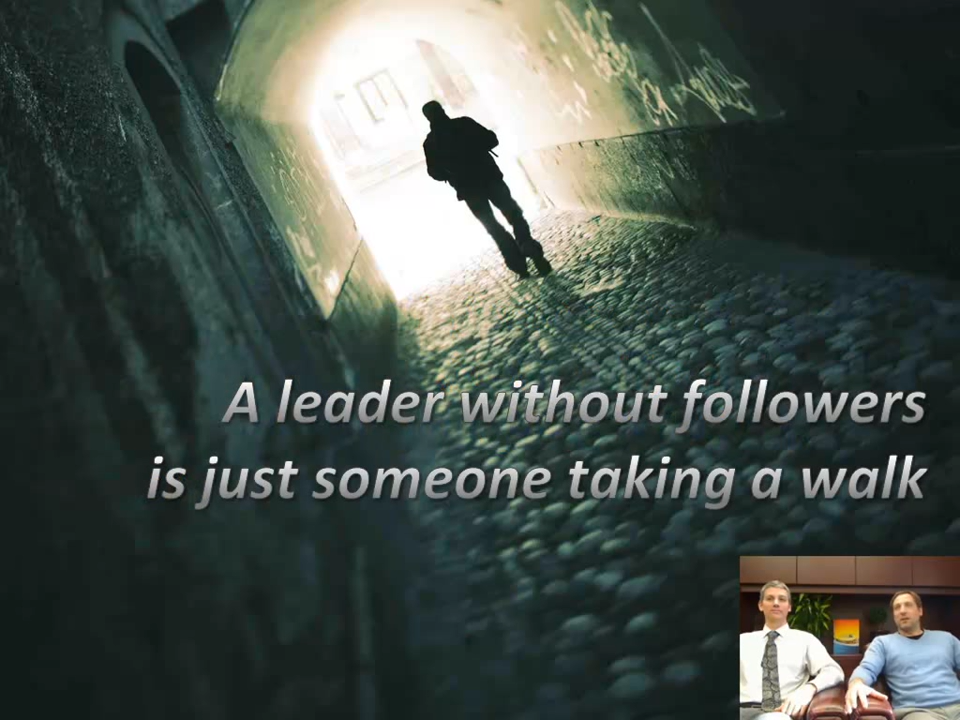 A leader without followers
is just someone taking a walk